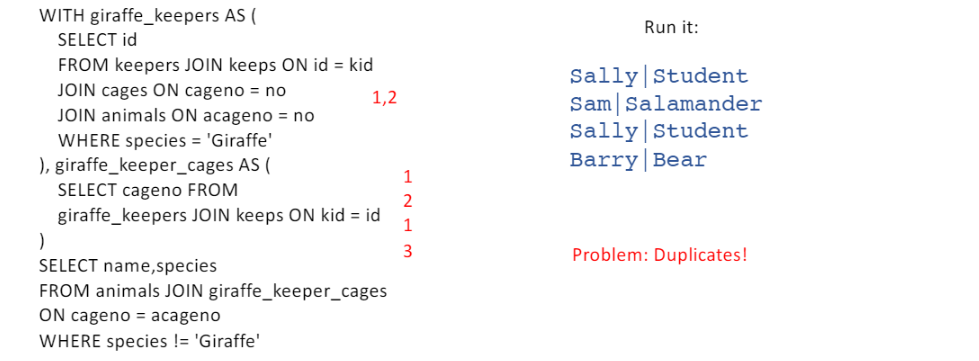 WITH giraffe_keepers AS (
SELECT id
FROM keepers JOIN keeps ON id = kid
JOIN cages ON cageno = no
JOIN animals ON acageno = no
WHERE species = 'Giraffe'
), giraffe_keeper_cages AS (
SELECT cageno FROM
giraffe_keepers JOIN keeps ON kid = id
)
SELECT name,species
FROM animals JOIN giraffe_keeper_cages
ON cageno = acageno
WHERE species != 'Giraffe'
1,2
1
2
1
3
Run it:
Sally|Student
Sam|Salamander
Sally|Student
Barry|Bear
Problem: Duplicates!